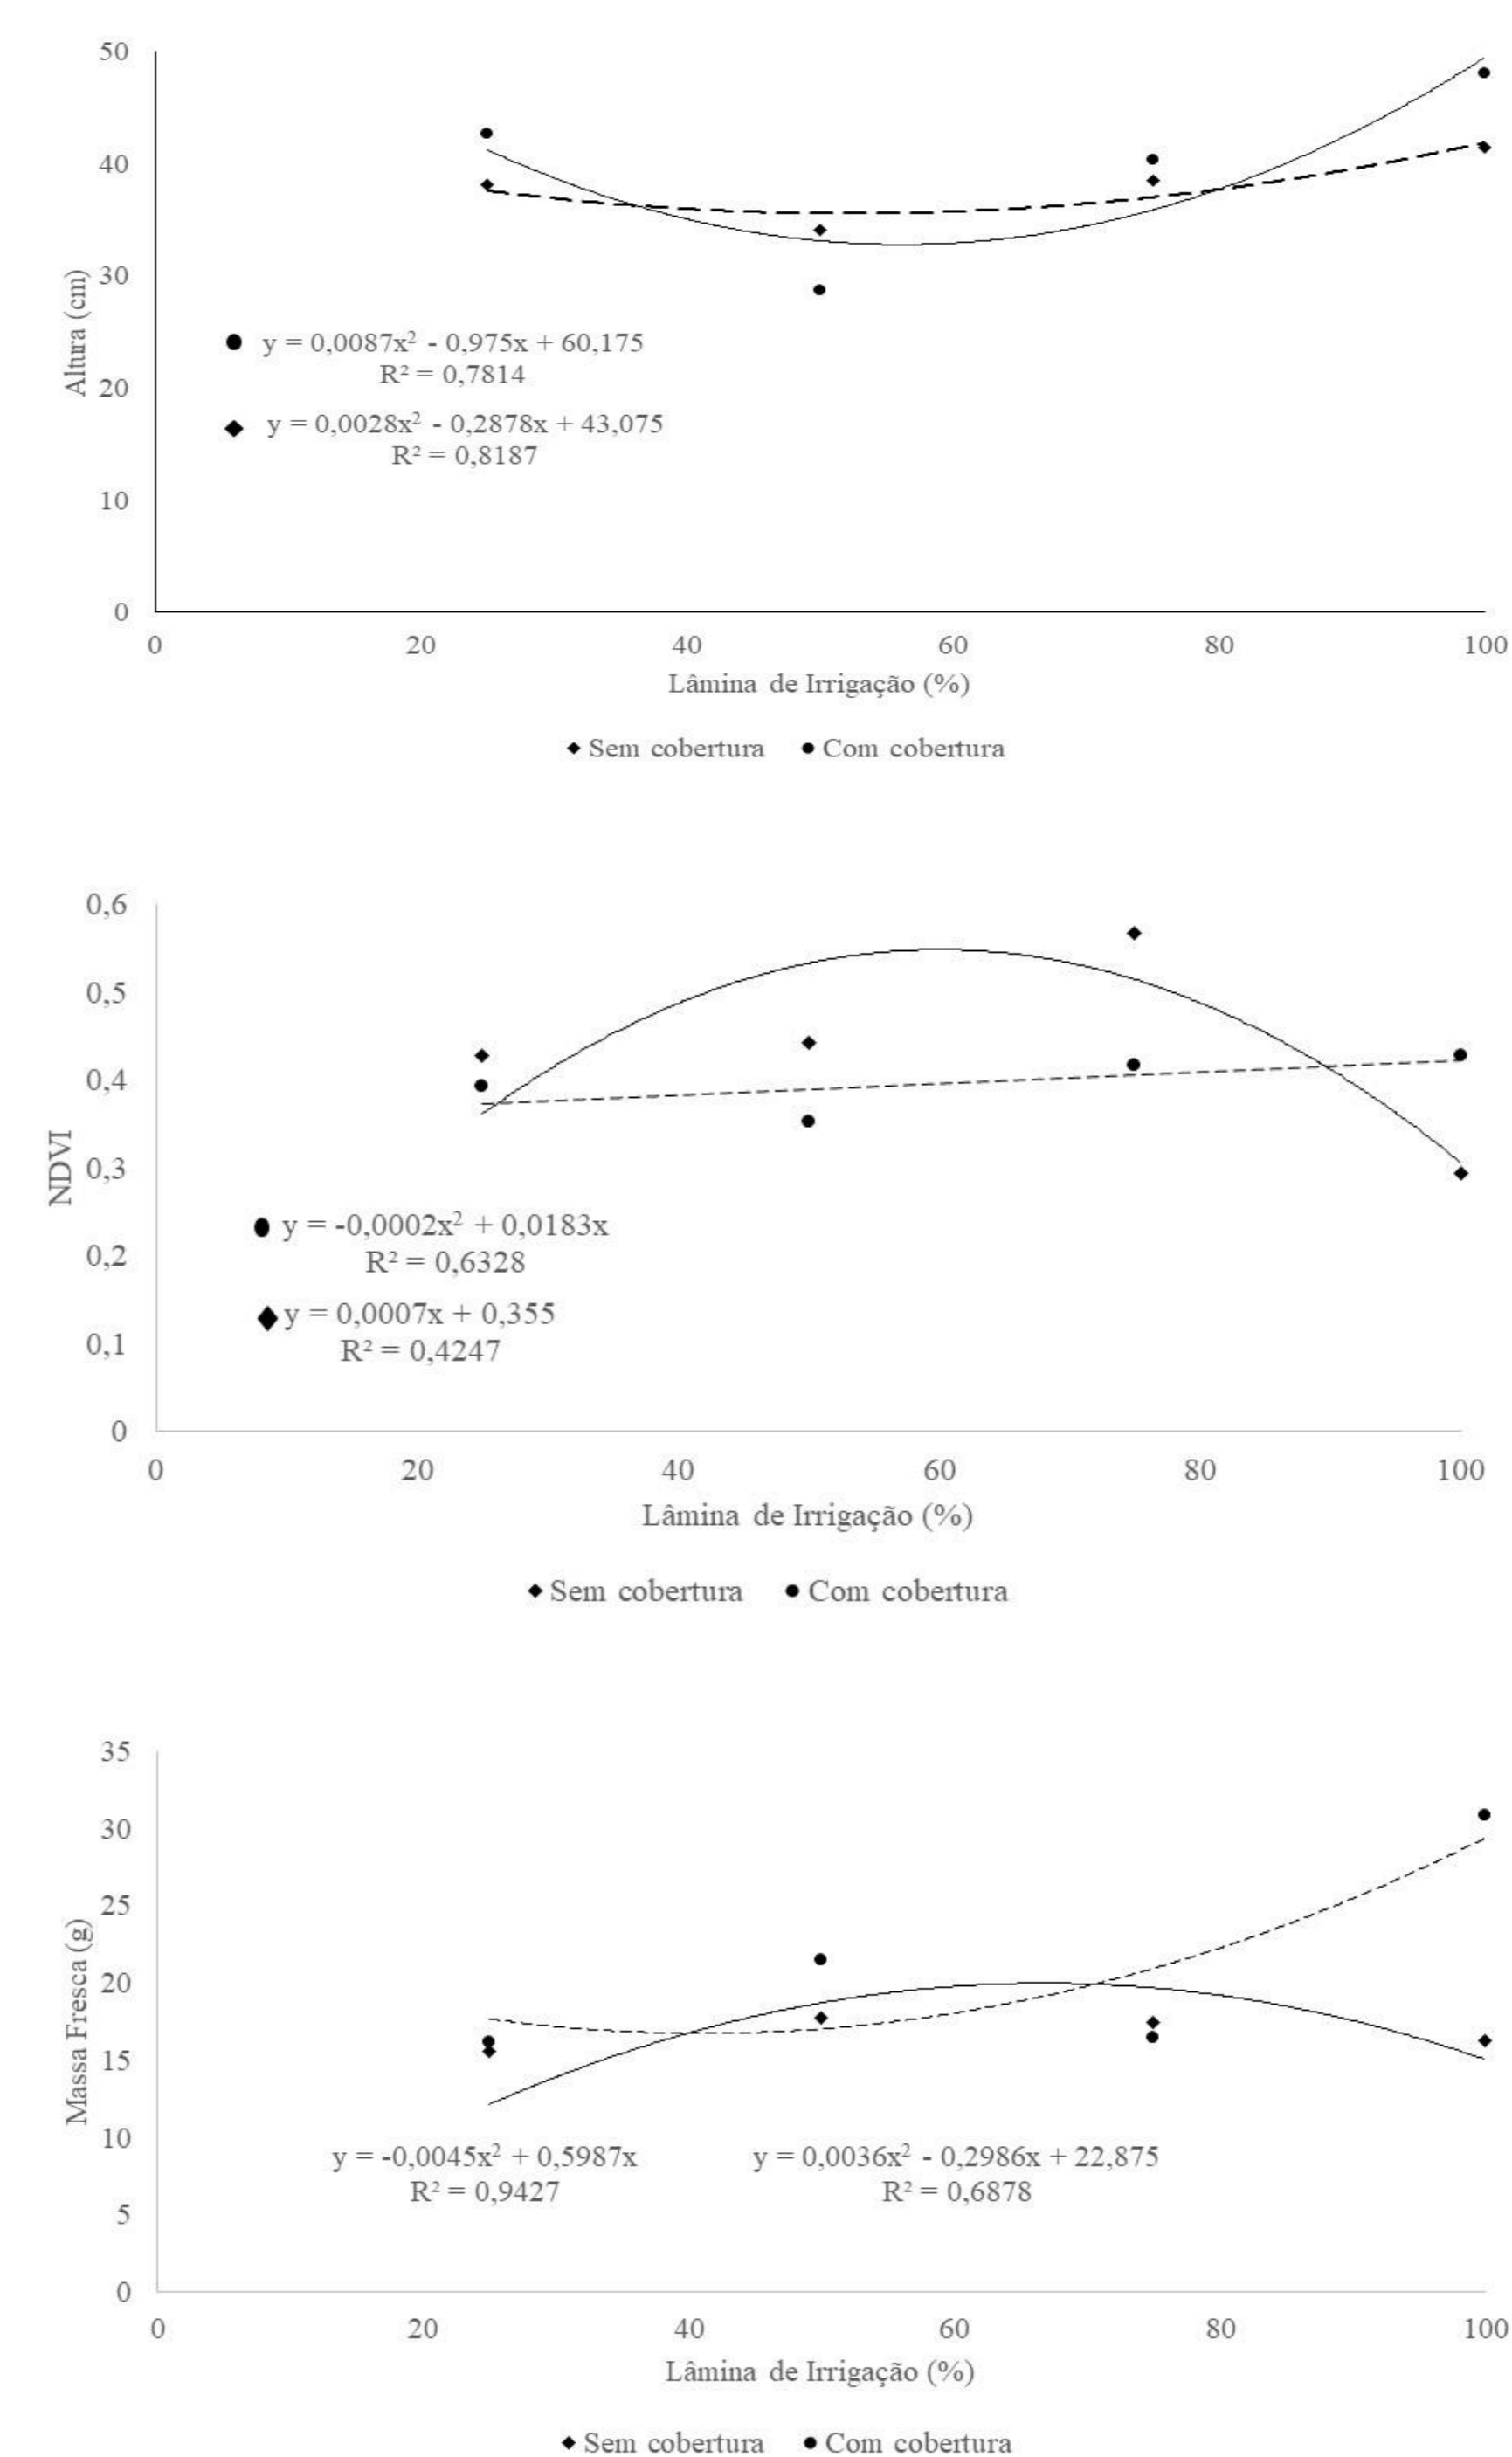 50
40
30
20
10
0
Altura (cm)
y = 0,0087x² - 0,975x + 60,175
R² = 0,7814
y = 0,0028x² - 0,2878x + 43,075
R² = 0,8187
0 20 40 60 80 100
Lâmina de Irrigação (%)
Sem cobertura Com cobertura
0,6
0,5
0,4
0,3
0,2
0,1
0
NDVI
y = -0,0002x² + 0,0183x
R² = 0,6328
y = 0,0007x + 0,355
R² = 0,4247
0 20 40 60 80 100
Lâmina de Irrigação (%)
Sem cobertura Com cobertura
35
30
25
20
15
10
5
0
Massa Fresca (g)
y = -0,0045x² + 0,5987x y = 0,0036x² - 0,2986x + 22,875
R² = 0,9427 R² = 0,6878
0 20 40 60 80 100
Lâmina de Irrigação (%)
Sem cobertura Com cobertura